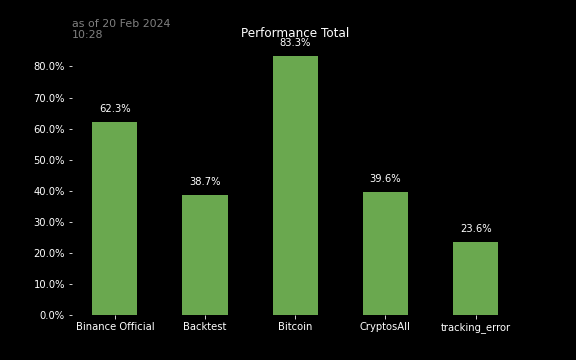 as of 20 Feb 2024
10:28
Performance Total
83.3%
80.0%
70.0%
62.3%
60.0%
50.0%
40.0%
38.7%
39.6%
30.0%
23.6%
20.0%
10.0%
0.0%
Binance Official
Backtest
Bitcoin
CryptosAll
tracking_error